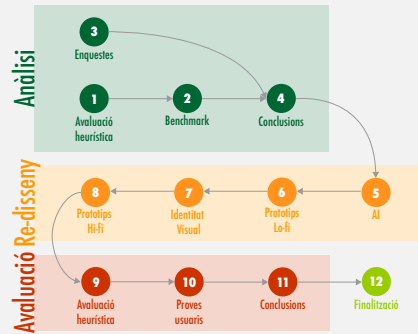 Anàlisi
3
Enquestes
1
Avaluació
heurística
2
Benchmark
4
Conclusions
Re-disseny
8
Prototips
Hi-fi
7
Identitat
Visual
6
Prototips
Lo-fi
5
AI
Avaluació
9
Avaluació
heurística
10
Proves
usuaris
11
Conclusions
12
Finalització